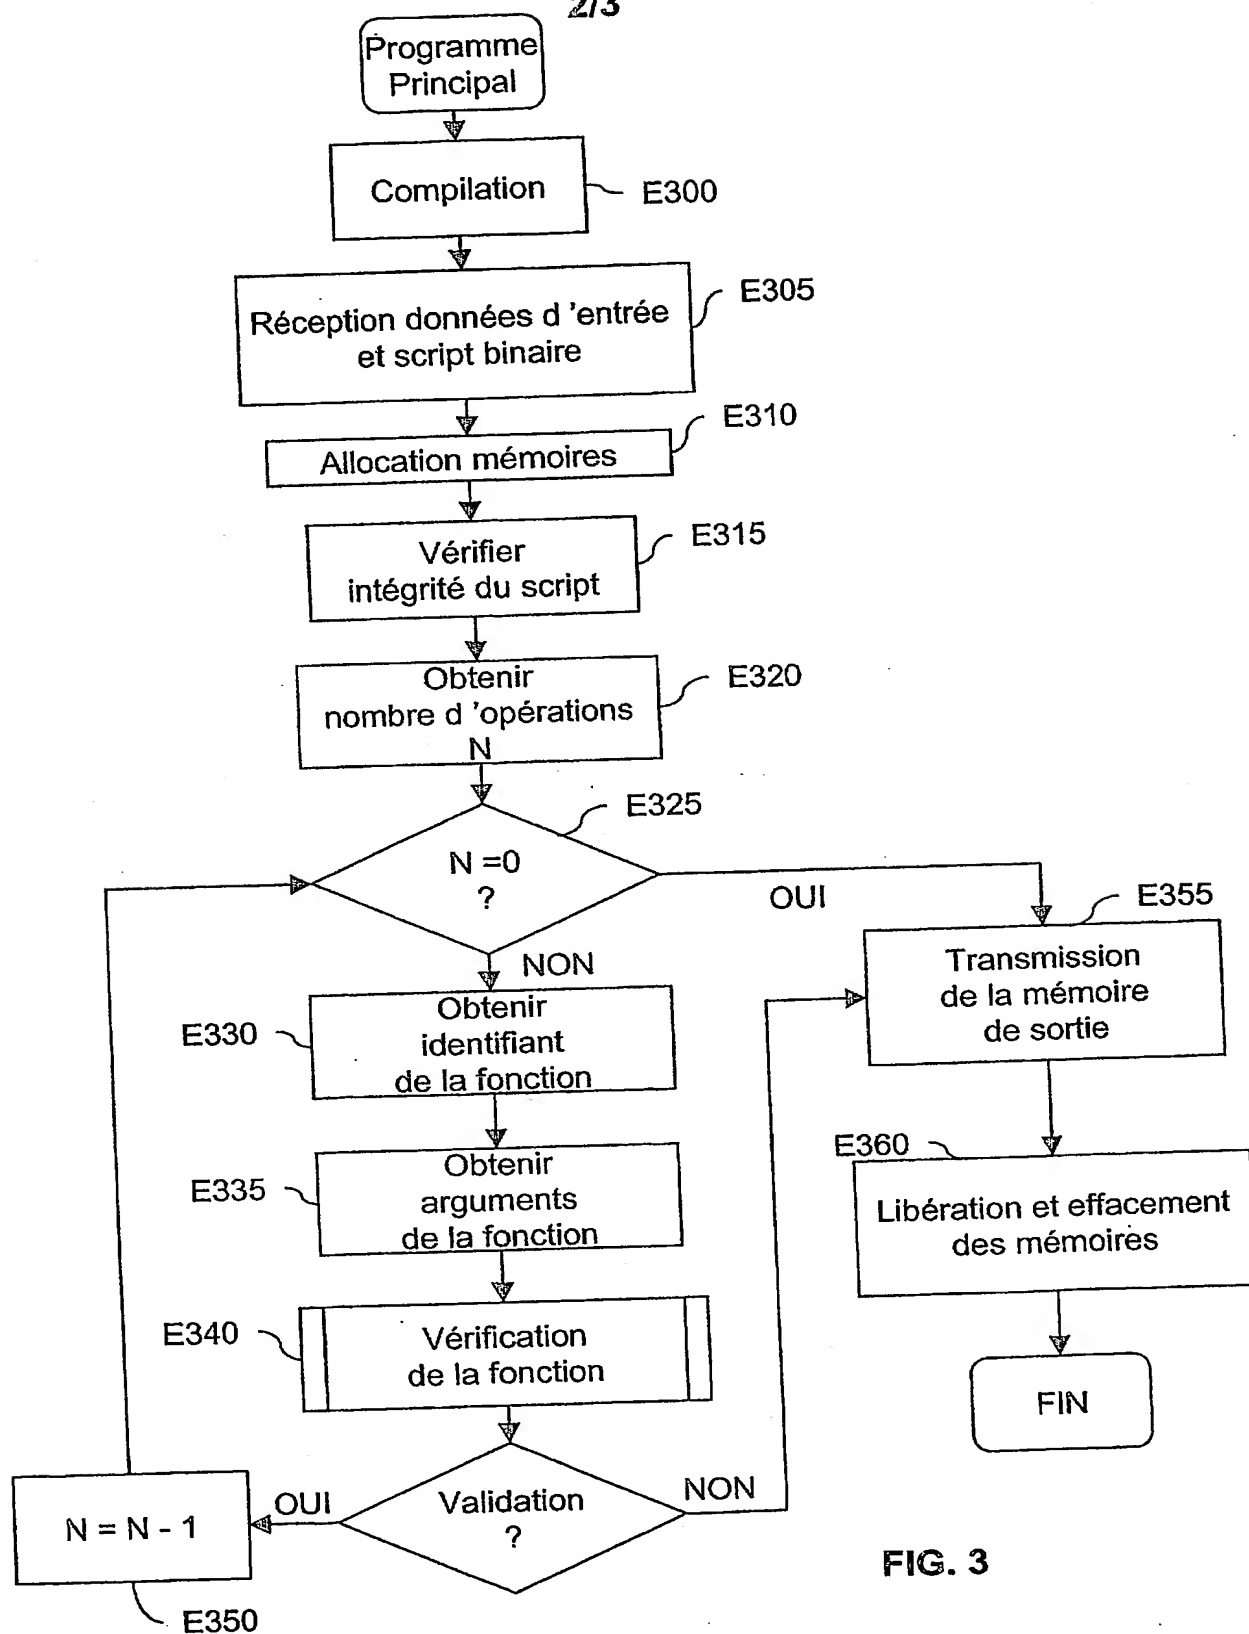 2/3
Programme
Principal
Compilation
E300
Réception données d 'entrée
et script binaire
E305
Allocation mémoires
E310
Vérifier
intégrité du script
E315
Obtenir
nombre d 'opérations
N
E320
N =0
?
E325
OUI
NON
E355
Transmission
de la mémoire
de sortie
E330
Obtenir
identifiant
de la fonction
E335
Obtenir
arguments
de la fonction
E360
Libération et effacement
des mémoires
E340
Vérification
de la fonction
FIN
Validation
?
OUI
NON
N = N - 1
E350
FIG. 3